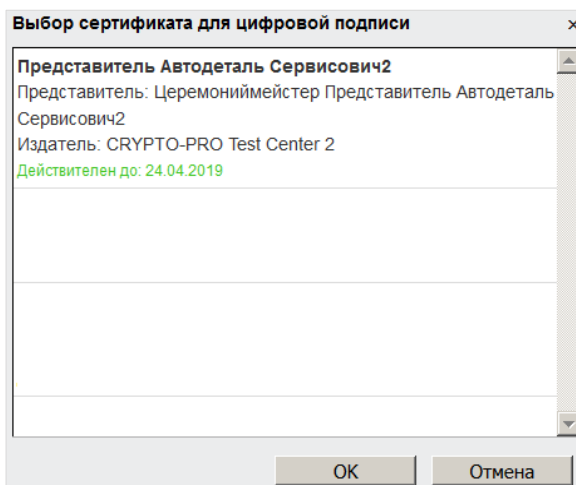 Выбор сертификата для цифровой подписи
Представитель Автодеталь Сервисович2
Представитель: Церемониймейстер Представитель Автодеталь
Сервисович2
Издатель: CRYPTO-PRO Test Center 2
Действителен до: 24.04.2019
OK
Отмена